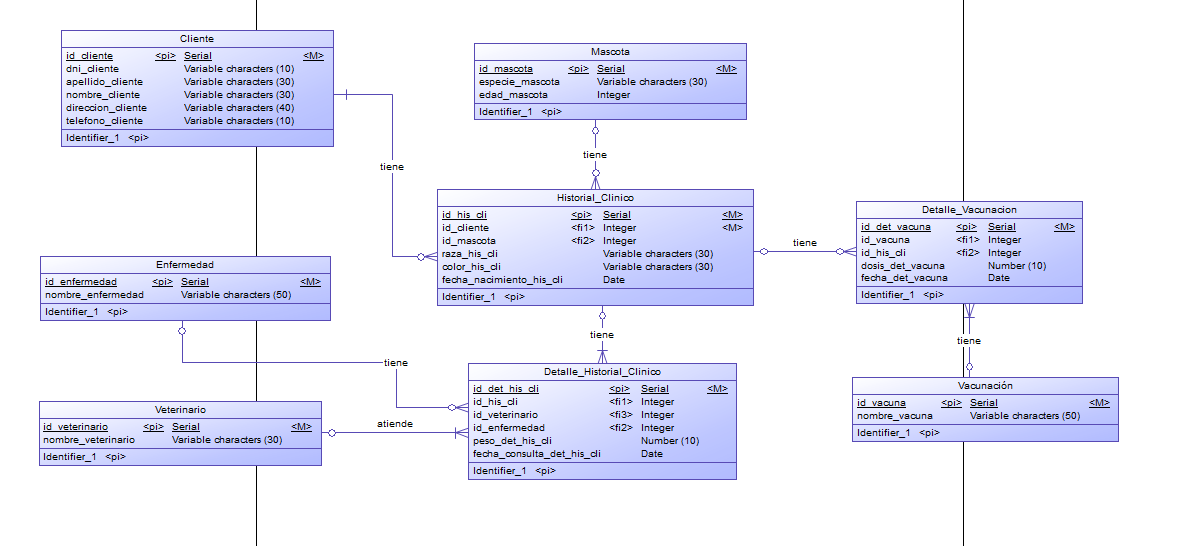 Cliente
id_cliente <pi> Serial <M>
dni_cliente Variable characters (10)
apellido_cliente Variable characters (30)
nombre_cliente Variable characters (30)
direccion_cliente Variable characters (40)
telefono_cliente Variable characters (10)
Identifier_1 <pi>
Mascota
id_mascota <pi> Serial <M>
especie_mascota Variable characters (30)
edad_mascota Integer
Identifier_1 <pi>
tiene
tiene
Historial_Clinico
id_his_cli <pi> Serial <M>
id_cliente <fi1> Integer <M>
id_mascota <fi2> Integer
raza_his_cli Variable characters (30)
color_his_cli Variable characters (30)
fecha_nacimiento_his_cli Date
Identifier_1 <pi>
tiene
Detalle_Vacunacion
id_det_vacuna <pi> Serial <M>
id_vacuna <fi1> Integer
id_his_cli <fi2> Integer
dosis_det_vacuna Number (10)
fecha_det_vacuna Date
Identifier_1 <pi>
Enfermedad
id_enfermedad <pi> Serial <M>
nombre_enfermedad Variable characters (50)
Identifier_1 <pi>
tiene
tiene
tiene
Detalle_Historial_Clinico
id_det_his_cli <pi> Serial <M>
id_his_cli <fi1> Integer
id_veterinario <fi3> Integer
id_enfermedad <fi2> Integer
peso_det_his_cli Number (10)
fecha_consulta_det_his_cli Date
Identifier_1 <pi>
Vacunación
id_vacuna <pi> Serial <M>
nombre_vacuna Variable characters (50)
Identifier_1 <pi>
Veterinario
id_veterinario <pi> Serial <M>
nombre_veterinario Variable characters (30)
Identifier_1 <pi>
atiende